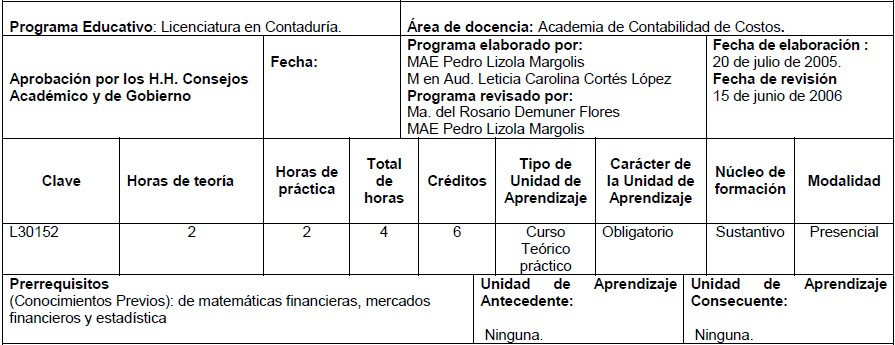 Programa Educativo: Licenciatura en Contaduría.
Área de docencia: Academia de Contabilidad de Costos.
Aprobación por los H.H. Consejos
Académico y de Gobierno
Fecha:
Programa elaborado por:
MAE Pedro Lizola Margolis
M en Aud. Leticia Carolina Cortés López
Programa revisado por:
Ma. del Rosario Demuner Flores
MAE Pedro Lizola Margolis
Fecha de elaboración :
20 de julio de 2005.
Fecha de revisión
15 de junio de 2006
Clave
Horas de teoría
Horas de
práctica
Total
de
horas
Créditos
Tipo de
Unidad de
Aprendizaje
Carácter de
la Unidad de
Aprendizaje
Núcleo de
formación
Modalidad
L30152
2
2
4
6
Curso
Teórico
práctico
Obligatorio
Sustantivo
Presencial
Prerrequisitos
(Conocimientos Previos): de matemáticas financieras, mercados
financieros y estadística
Unidad de Aprendizaje
Antecedente:
Ninguna.
Unidad de Aprendizaje
Consecuente:
Ninguna.